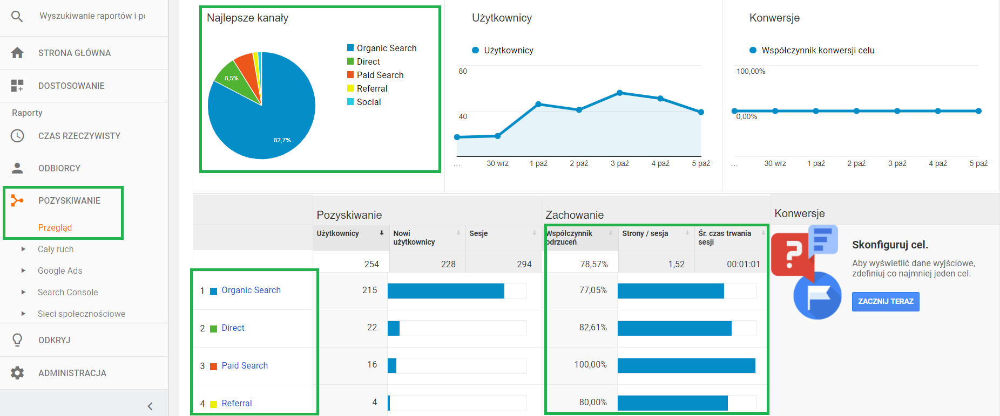 Wyszukiwanie raportów i po
STRONA GŁÓWNA
DOSTOSOWANIE
Raporty
CZAS RZECZYWISTY
ODBIORCY
POZYSKIWANIE
Przegląd
Cały ruch
Google Ads
Search Console
Sieci społecznościowe
ODKRYJ
ADMINISTRACJA
Najlepsze kanały
Organic Search
Direct
Paid Search
Referral
Social
8,5%
82,7%
Użytkownicy
Użytkownicy
80
40
... 30 wrz 1 paź 2 paź 3 paź 4 paź 5 paź
Konwersje
Współczynnik konwersji celu
100,00%
0,00%
... 30 wrz 1 paź 2 paź 3 paź 4 paź 5 paź
Pozyskiwanie Zachowanie Konwersje
Użytkownicy
Nowi
użytkownicy
Sesje
Współczynnik
odrzuceń
Strony / sesja
Śr. czas trwania
sesji
254 228 294 78,57% 1,52 00:01:01
1 Organic Search 215 77,05%
2 Direct 22 82,61%
3 Paid Search 16 100,00%
4 Referral 4 80,00%
Skonfiguruj cel.
Aby wyświetlić dane wyjściowe,
zdefiniuj co najmniej jeden cel.
ZACZNIJ TERAZ